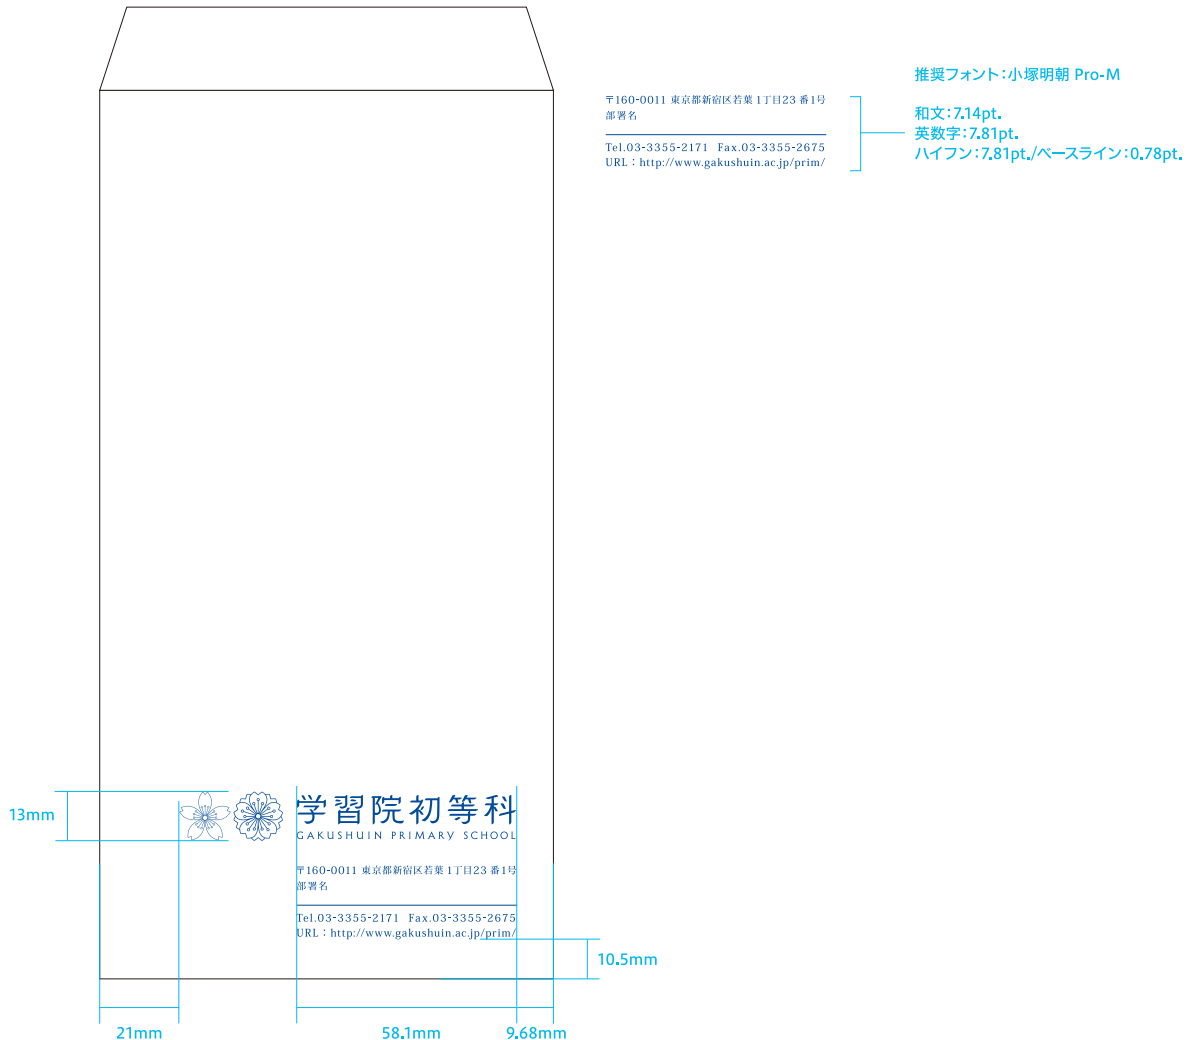 推奨フォント：小塚明朝 Pro-M
〒160-0011 東京都新宿区若葉 1丁目23 番1号
部署名
Tel.03-3355-2171 Fax.03-3355-2675
URL：http://www.gakushuin.ac.jp/prim/
和文：7.14pt.
英数字：7.81pt.
ハイフン：7.81pt./ベースライン：0.78pt.
13mm
学習院初等科
GAKUSHUIN PRIMARY SCHOOL
〒160-0011 東京都新宿区若葉 1丁目23 番1号
部署名
Tel.03-3355-2171 Fax.03-3355-2675
URL：http://www.gakushuin.ac.jp/prim/
10.5mm
21mm
58.1mm
9.68mm